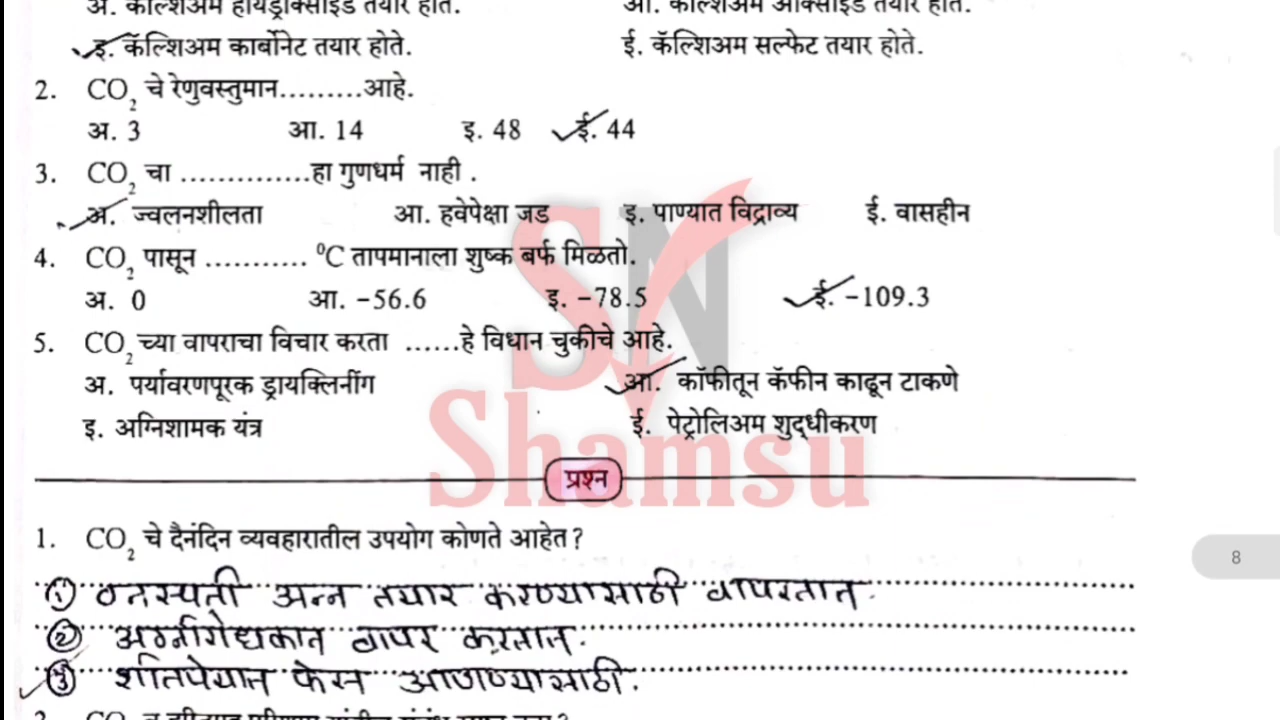 अ. कॅल्शिअम हायड्रॉक्साइड तयार होते. आ. कॅल्शिअम ऑक्साइड तयार होते.
इ. कॅल्शिअम कार्बोनेट तयार होते. ई. कॅल्शिअम सल्फेट तयार होते.
2. CO₂ चे रेणुवस्तुमान.........आहे.
अ. 3 आ. 14 इ. 48 ई. 44
3. CO₂ चा ..............हा गुणधर्म नाही .
अ. ज्वलनशीलता आ. हवेपेक्षा जड इ. पाण्यात विद्राव्य ई. वासहीन
4. CO₂ पासून ........... ⁰C तापमानाला शुष्क बर्फ मिळतो.
अ. 0 आ. -56.6 इ. -78.5 ई. -109.3
5. CO₂ च्या वापराचा विचार करता ......हे विधान चुकीचे आहे.
अ. पर्यावरणपूरक ड्रायक्लिनींग आ. कॉफीतून कॅफीन काढून टाकणे
इ. अग्निशामक यंत्र ई. पेट्रोलिअम शुद्धीकरण
SN
Shamsu
प्रश्न
1. CO₂ चे दैनंदिन व्यवहारातील उपयोग कोणते आहेत?
① वनस्पती अन्न तयार करण्यासाठी वापरतात.
8
② अग्नीरोधकात वापर करतात.
③ शीतपेयात फेस आणण्यासाठी.